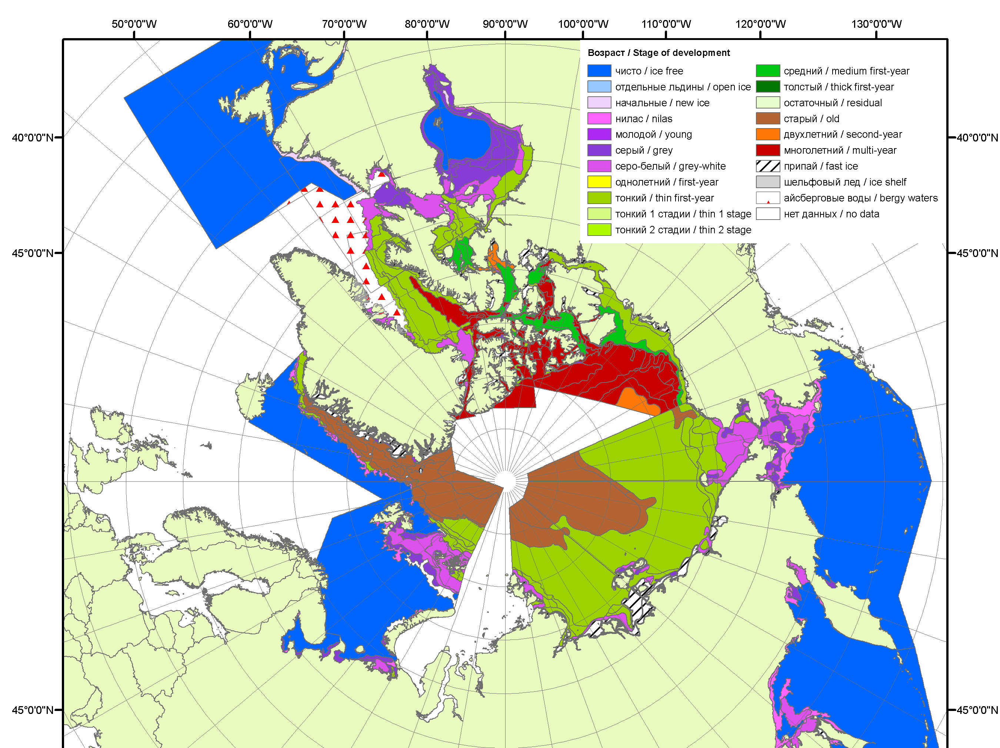 50°0'0"W 60°0'0"W 70°0'0"W 80°0'0"W 90°0'0"W 100°0'0"W 110°0'0"W 120°0'0"W 130°0'0"W
Возраст / Stage of development
чисто / ice free
отдельные льдины / open ice
начальные / new ice
нилас / nilas
молодой / young
серый / grey
серо-белый / grey-white
однолетний / first-year
тонкий / thin first-year
тонкий 1 стадии / thin 1 stage
тонкий 2 стадии / thin 2 stage
средний / medium first-year
толстый / thick first-year
остаточный / residual
старый / old
двухлетний / second-year
многолетний / multi-year
припай / fast ice
шельфовый лед / ice shelf
айсберговые воды / bergy waters
нет данных / no data
40°0'0"N 40°0'0"N
45°0'0"N 45°0'0"N
45°0'0"N 45°0'0"N